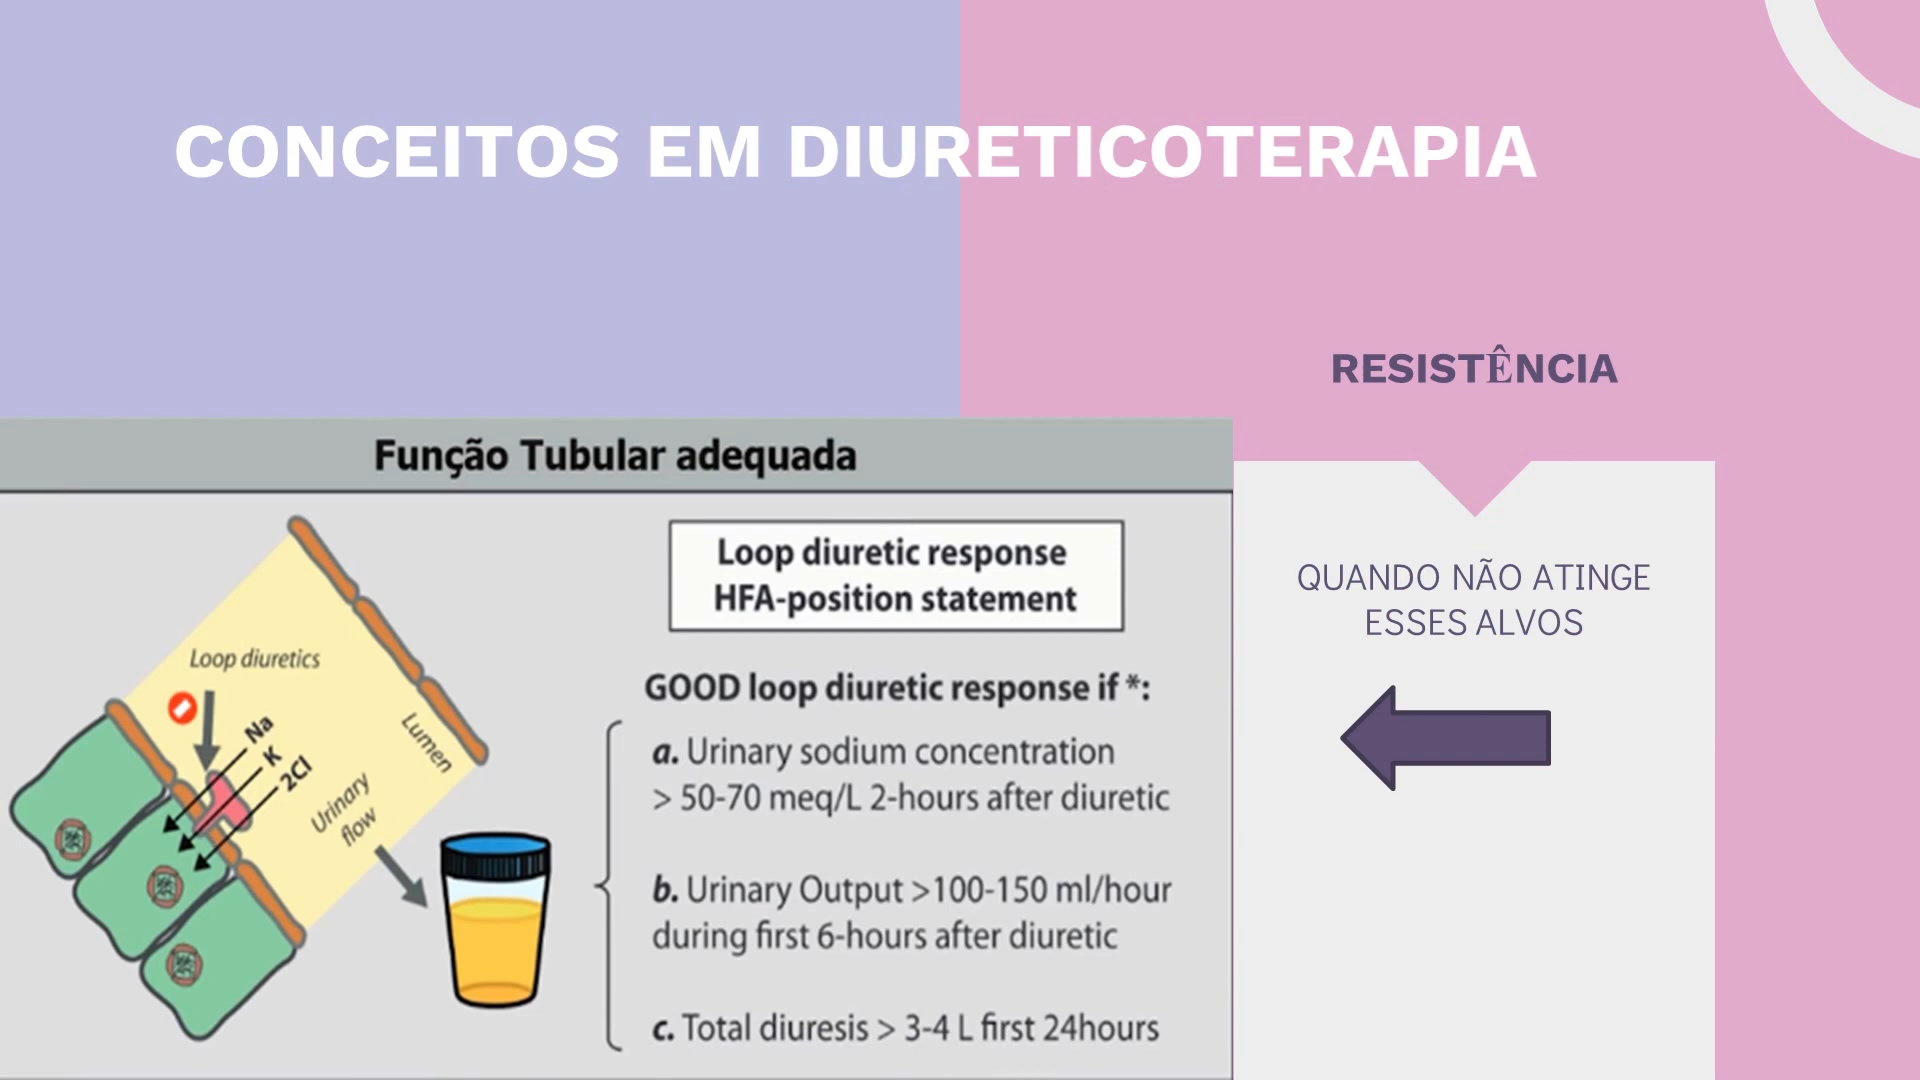 CONCEITOS EM DIURETICOTERAPIA
RESISTÊNCIA
QUANDO NÃO ATINGE
ESSES ALVOS
Função Tubular adequada
Loop diuretics
Na
K
2Cl
Lumen
Urinary
flow
Loop diuretic response
HFA-position statement
GOOD loop diuretic response if *:
a. Urinary sodium concentration
> 50-70 meq/L 2-hours after diuretic
b. Urinary Output >100-150 ml/hour
during first 6-hours after diuretic
c. Total diuresis > 3-4 L first 24hours